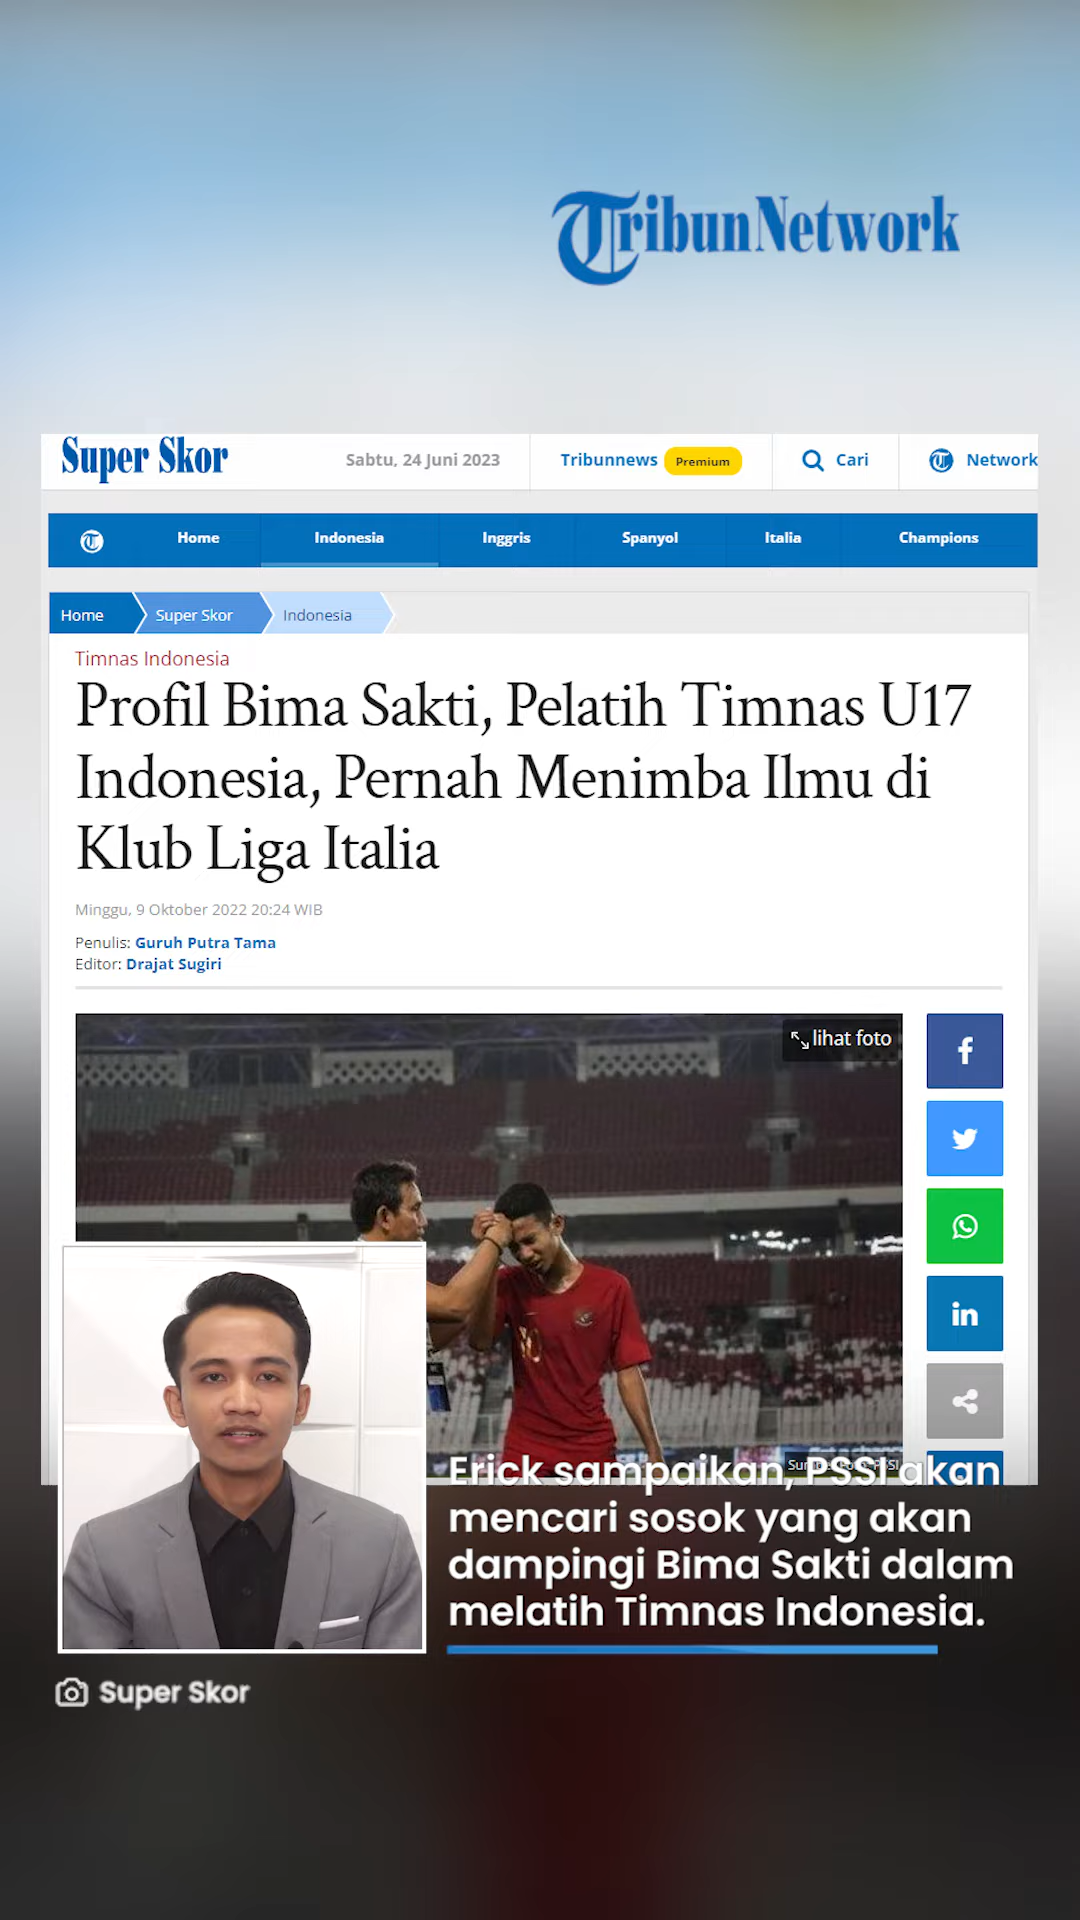 TribunNetwork
Super Skor
Sabtu, 24 Juni 2023
Tribunnews Premium
Cari
Network
Home
Indonesia
Inggris
Spanyol
Italia
Champions
Home
Super Skor
Indonesia
Timnas Indonesia
Profil Bima Sakti, Pelatih Timnas U17
Indonesia, Pernah Menimba Ilmu di
Klub Liga Italia
Minggu, 9 Oktober 2022 20:24 WIB
Penulis: Guruh Putra Tama
Editor: Drajat Sugiri
lihat foto
Erick sampaikan, PSSI akan
mencari sosok yang akan
dampingi Bima Sakti dalam
melatih Timnas Indonesia.
Super Skor